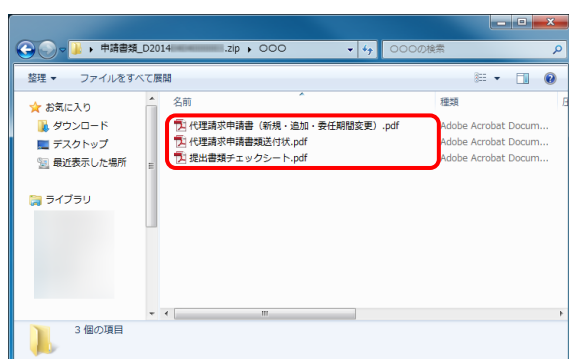 申請書類_D2014 .zip ▸ 〇〇〇
〇〇〇の検索
整理 ▼ ファイルをすべて展開
お気に入り
ダウンロード
デスクトップ
最近表示した場所
ライブラリ
名前 種類
代理請求申請書（新規・追加・委任期間変更）.pdf Adobe Acrobat Docum...
代理請求申請書類送付状.pdf Adobe Acrobat Docum...
提出書類チェックシート.pdf Adobe Acrobat Docum...
3 個の項目